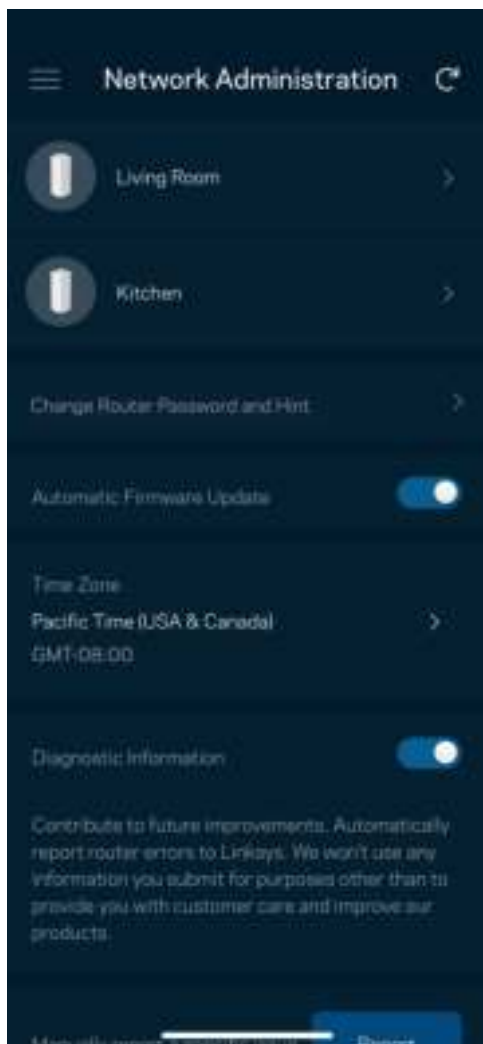 Network Administration
Living Room
Kitchen
Change Router Password and Hint
Automatic Firmware Update
Time Zone
Pacific Time (USA & Canada)
GMT-08:00
Diagnostic Information
Contribute to future improvements. Automatically
report router errors to Linksys. We won't use any
information you submit for purposes other than to
provide you with customer care and improve our
products.
Manually report
Report